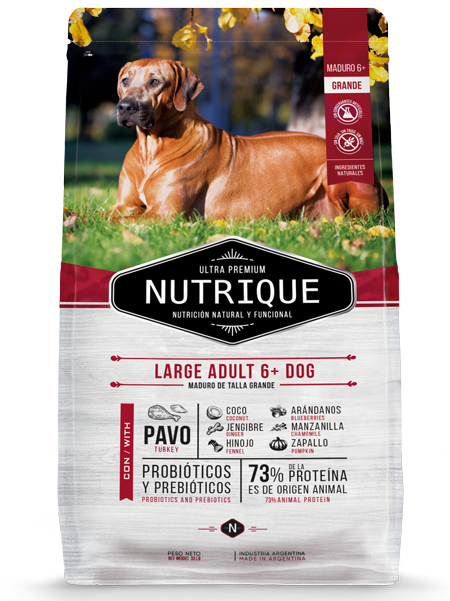 MADURO 6+
GRANDE
INGREDIENTES
NATURALES
ULTRA PREMIUM
NUTRIQUE
NUTRICIÓN NATURAL Y FUNCIONAL
LARGE ADULT 6+ DOG
MADURO DE TALLA GRANDE
CON / WITH
PAVO
TURKEY
COCO
COCONUT
JENGIBRE
GINGER
HINOJO
FENNEL
ARÁNDANOS
BLUEBERRIES
MANZANILLA
CHAMOMILE
ZAPALLO
PUMPKIN
PROBIÓTICOS
Y PREBIÓTICOS
PROBIOTICS AND PREBIOTICS
73% DE LA PROTEÍNA
ES DE ORIGEN ANIMAL
73% ANIMAL PROTEIN
N
PESO NETO
NET WEIGHT 33 LB
INDUSTRIA ARGENTINA
MADE IN ARGENTINA